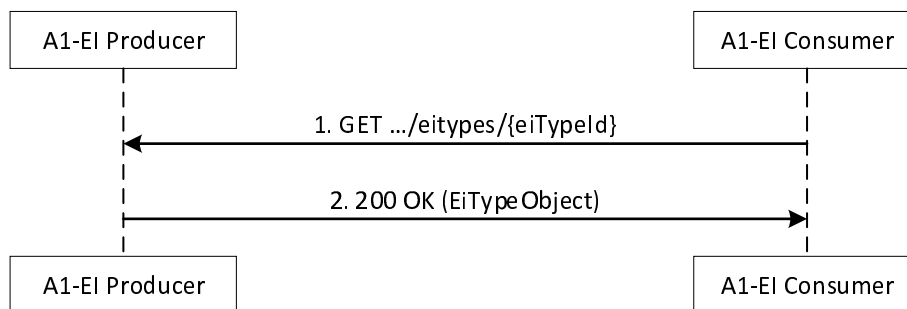 A1-EI Producer
A1-EI Consumer
1. GET .../eitypes/{eiTypeId}
2. 200 OK (EiTypeObject)
A1-EI Producer
A1-EI Consumer